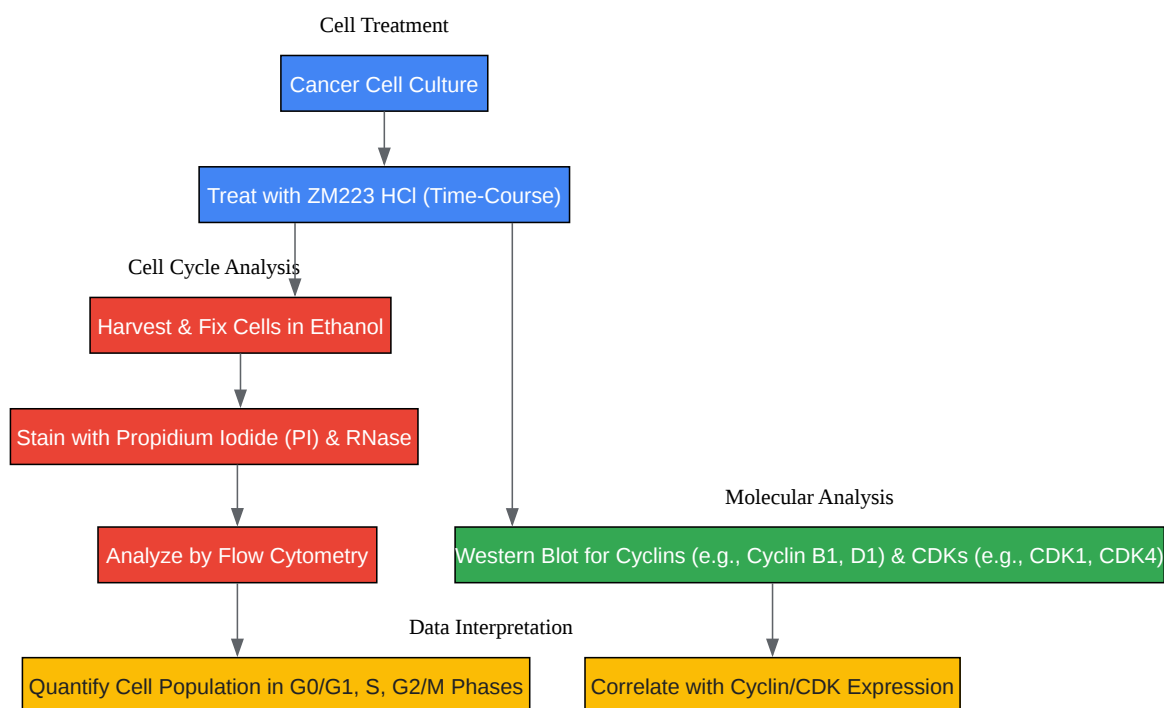 Cell Treatment
Cancer Cell Culture
Treat with ZM223 HCl (Time-Course)
Cell Cycle Analysis
Harvest & Fix Cells in Ethanol
Stain with Propidium Iodide (PI) & RNase
Molecular Analysis
Analyze by Flow Cytometry
Western Blot for Cyclins (e.g., Cyclin B1, D1) & CDKs (e.g., CDK1, CDK4)
Data Interpretation
Quantify Cell Population in G0/G1, S, G2/M Phases
Correlate with Cyclin/CDK Expression